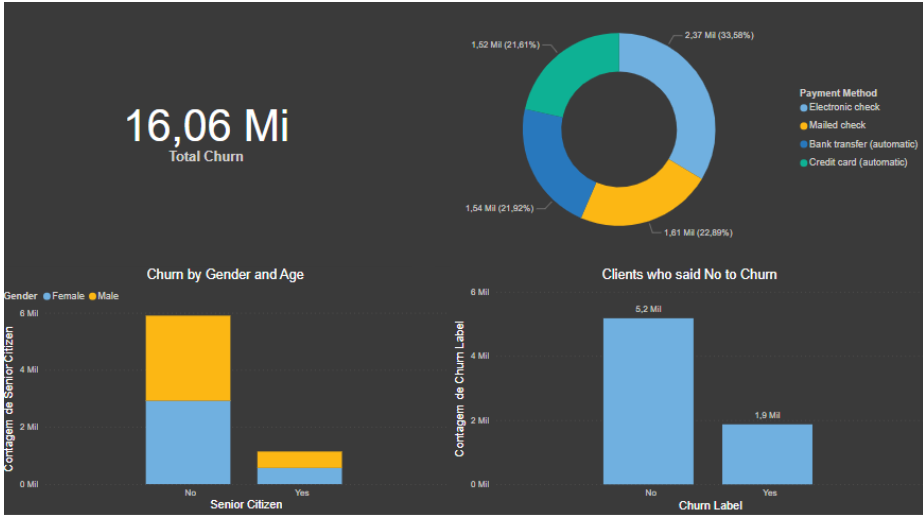 16,06 Mi
Total Churn
1,52 Mil (21,61%)
2,37 Mil (33,58%)
1,54 Mil (21,92%)
1,61 Mil (22,89%)
Payment Method
Electronic check
Mailed check
Bank transfer (automatic)
Credit card (automatic)
Churn by Gender and Age
Gender Female Male
Contagem de Senior Citizen
6 Mil
4 Mil
2 Mil
0 Mil
No Yes
Senior Citizen
Clients who said No to Churn
Contagem de Churn Label
6 Mil
4 Mil
2 Mil
0 Mil
5,2 Mil
1,9 Mil
No Yes
Churn Label